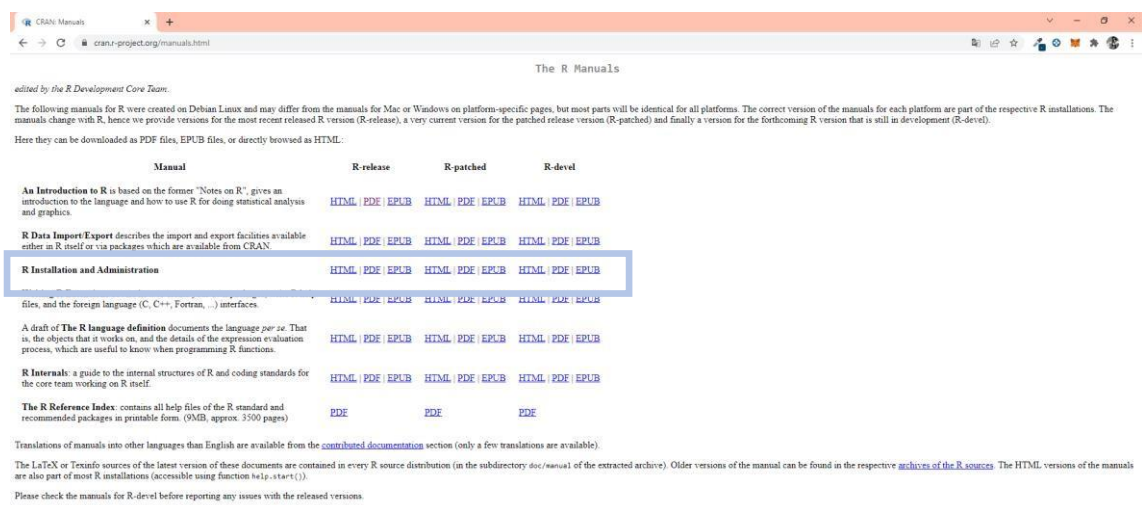 CRAN: Manuals
cran.r-project.org/manuals.html
The R Manuals
edited by the R Development Core Team.
The following manuals for R were created on Debian Linux and may differ from the manuals for Mac or Windows on platform-specific pages, but most parts will be identical for all platforms. The correct version of the manuals for each platform are part of the respective R installations. The
manuals change with R, hence we provide versions for the most recent released R version (R-release), a very current version for the patched release version (R-patched) and finally a version for the forthcoming R version that is still in development (R-devel).
Here they can be downloaded as PDF files, EPUB files, or directly browsed as HTML:
Manual R-release R-patched R-devel
An Introduction to R is based on the former "Notes on R", gives an
introduction to the language and how to use R for doing statistical analysis
and graphics.
HTML | PDF | EPUB HTML | PDF | EPUB HTML | PDF | EPUB
R Data Import/Export describes the import and export facilities available
either in R itself or via packages which are available from CRAN.
HTML | PDF | EPUB HTML | PDF | EPUB HTML | PDF | EPUB
R Installation and Administration HTML | PDF | EPUB HTML | PDF | EPUB HTML | PDF | EPUB
files, and the foreign language (C, C++, Fortran, ...) interfaces.
HTML | PDF | EPUB HTML | PDF | EPUB HTML | PDF | EPUB
A draft of The R language definition documents the language per se. That
is, the objects that it works on, and the details of the expression evaluation
process, which are useful to know when programming R functions.
HTML | PDF | EPUB HTML | PDF | EPUB HTML | PDF | EPUB
R Internals: a guide to the internal structures of R and coding standards for
the core team working on R itself.
HTML | PDF | EPUB HTML | PDF | EPUB HTML | PDF | EPUB
The R Reference Index: contains all help files of the R standard and
recommended packages in printable form. (9MB, approx. 3500 pages)
PDF PDF PDF
Translations of manuals into other languages than English are available from the contributed documentation section (only a few translations are available).
The LaTeX or Texinfo sources of the latest version of these documents are contained in every R source distribution (in the subdirectory doc/manual of the extracted archive). Older versions of the manual can be found in the respective archives of the R sources. The HTML versions of the manuals
are also part of most R installations (accessible using function help.start()).
Please check the manuals for R-devel before reporting any issues with the released versions.